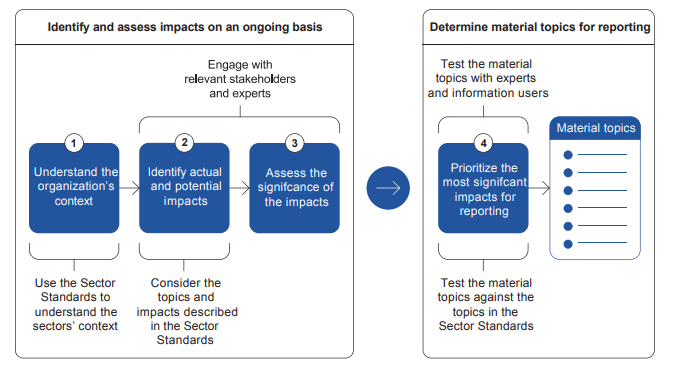 Identify and assess impacts on an ongoing basis
Engage with
relevant stakeholders
and experts
1
Understand the
organization's
context
2
Identify actual
and potential
impacts
3
Assess the
signifcance of
the impacts
Use the Sector
Standards to
understand the
sectors' context
Consider the
topics and
impacts described
in the Sector
Standards
Determine material topics for reporting
Test the material
topics with experts
and information users
4
Prioritize the
most signifcant
impacts for
reporting
Material topics
Test the material
topics against the
topics in the
Sector Standards